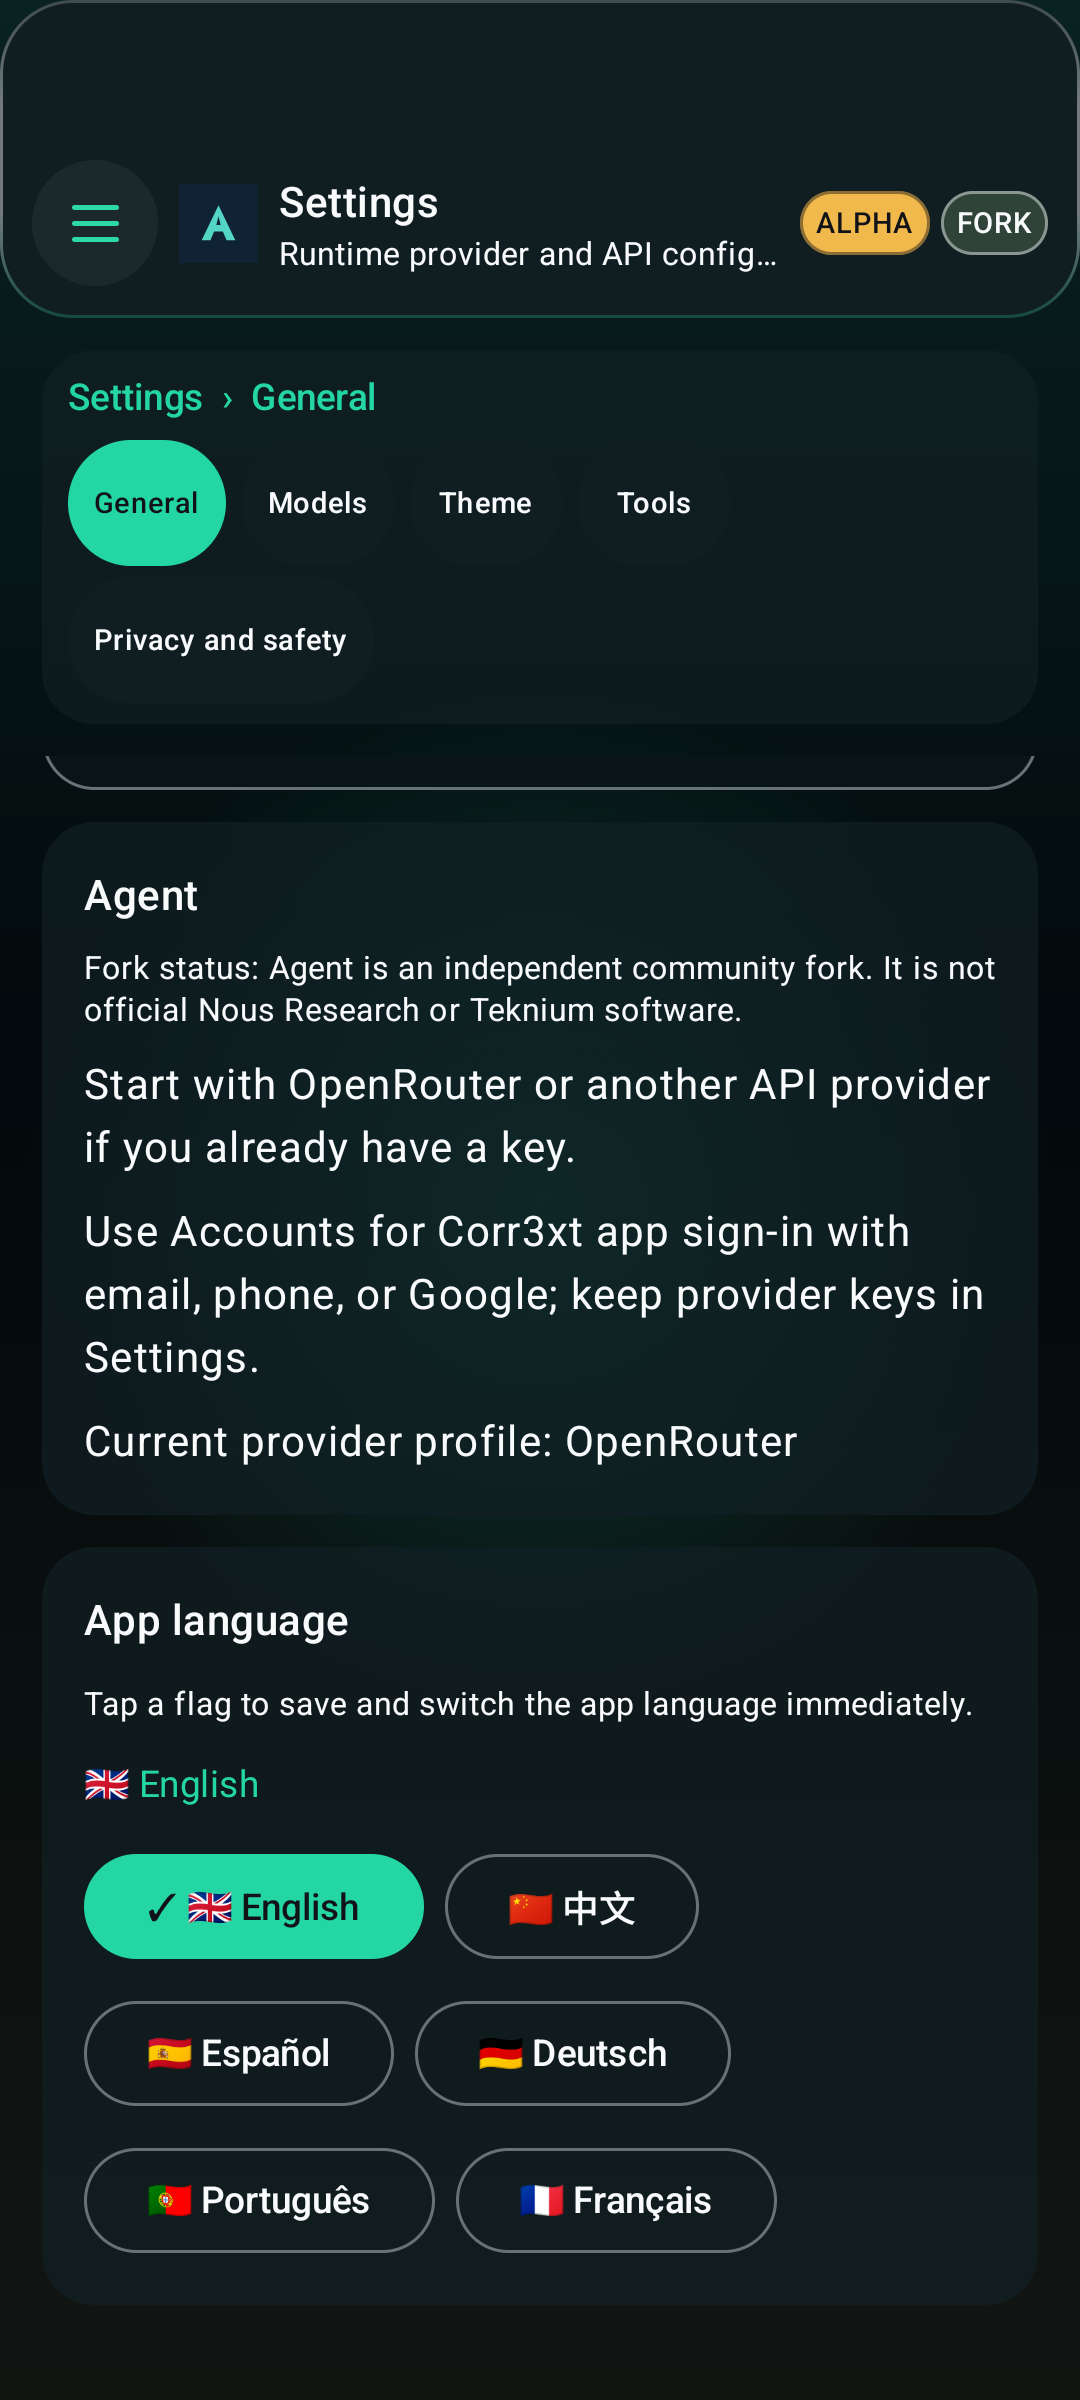 Settings
Runtime provider and API config...
ALPHA
FORK
Settings › General
General
Models
Theme
Tools
Privacy and safety
Agent
Fork status: Agent is an independent community fork. It is not
official Nous Research or Teknium software.
Start with OpenRouter or another API provider
if you already have a key.
Use Accounts for Corr3xt app sign-in with
email, phone, or Google; keep provider keys in
Settings.
Current provider profile: OpenRouter
App language
Tap a flag to save and switch the app language immediately.
🇬🇧 English
✓ 🇬🇧 English
🇨🇳 中文
🇪🇸 Español
🇩🇪 Deutsch
🇵🇹 Português
🇫🇷 Français